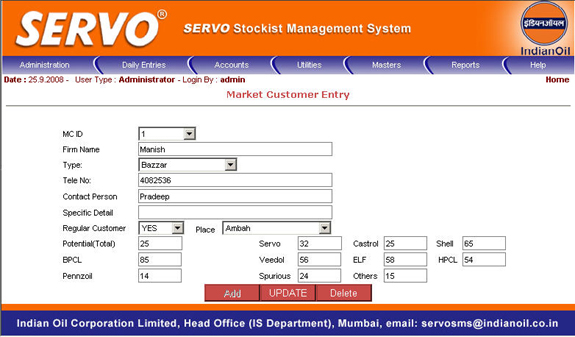 SERVO® SERVO Stockist Management System
इंडियनऑयल
IndianOil
Administration Daily Entries Accounts Utilities Masters Reports Help
Date : 25.9.2008 - User Type : Administrator - Login By : admin Home
Market Customer Entry
MC ID 1
Firm Name Manish
Type: Bazzar
Tele No: 4082536
Contact Person Pradeep
Specific Detail
Regular Customer YES Place Ambah
Potential(Total) 25 Servo 32 Castrol 25 Shell 65
BPCL 85 Veedol 56 ELF 58 HPCL 54
Pennzoil 14 Spurious 24 Others 15
Add UPDATE Delete
Indian Oil Corporation Limited, Head Office (IS Department), Mumbai, email: servosms@indianoil.co.in